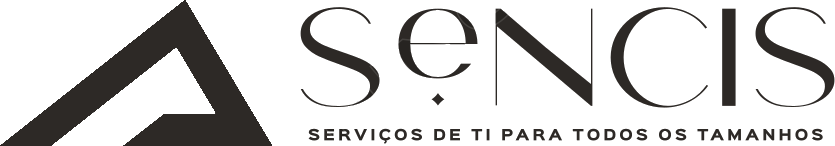 SeNCIS
SERVIÇOS DE TI PARA TODOS OS TAMANHOS